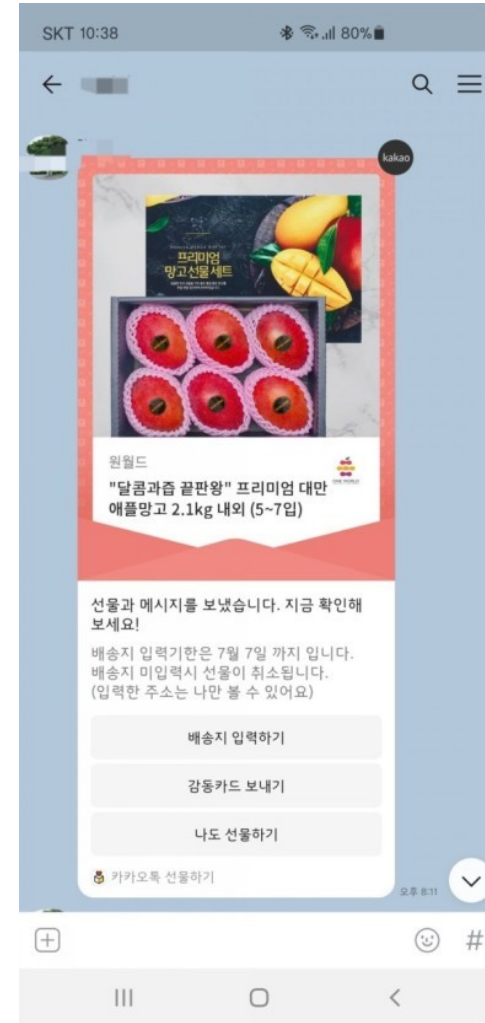 SKT 10:38
80%
kakao
프리미엄
망고선물세트
원월드
ONE WORLD
"달콤과즙 끝판왕" 프리미엄 대만
애플망고 2.1kg 내외 (5~7입)
선물과 메시지를 보냈습니다. 지금 확인해
보세요!
배송지 입력기한은 7월 7일 까지 입니다.
배송지 미입력시 선물이 취소됩니다.
(입력한 주소는 나만 볼 수 있어요)
배송지 입력하기
감동카드 보내기
나도 선물하기
카카오톡 선물하기
오후 8:11
#